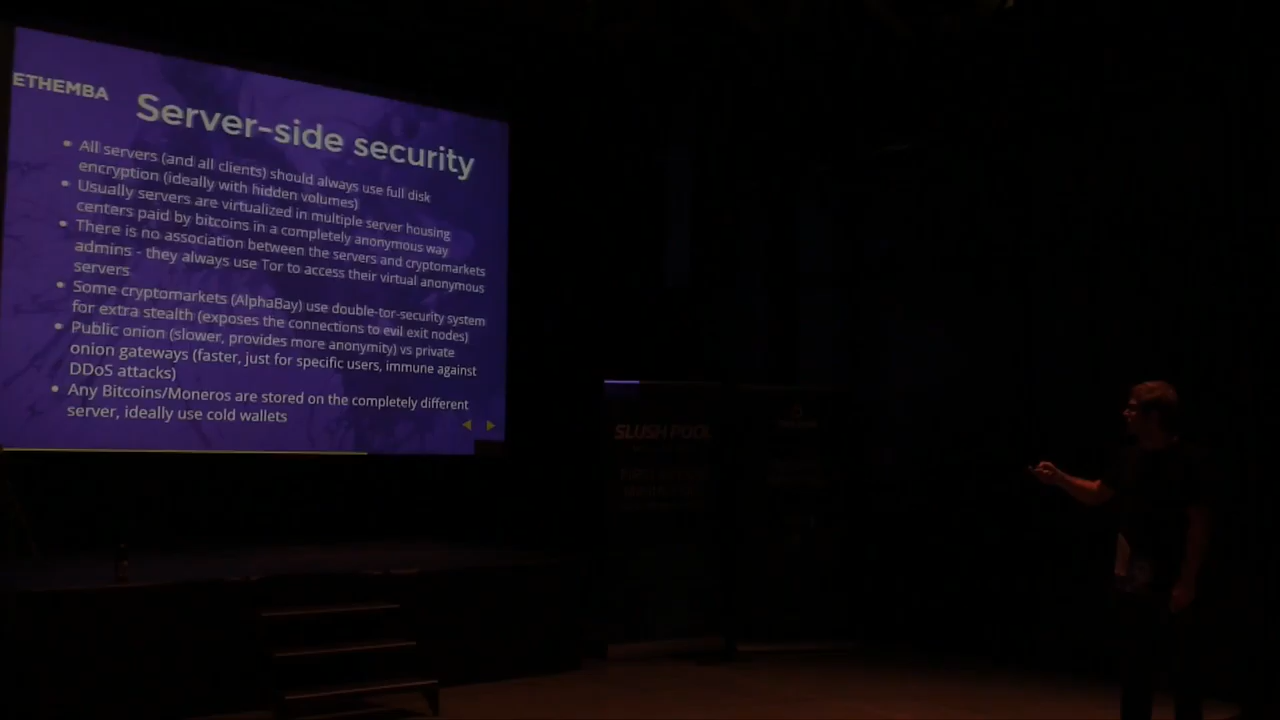 ETHEMBA
Server-side security
• All servers (and all clients) should always use full disk
encryption (ideally with hidden volumes)
• Usually servers are virtualized in multiple server housing
centers paid by bitcoins in a completely anonymous way
• There is no association between the servers and cryptomarkets
admins - they always use Tor to access their virtual anonymous
servers
• Some cryptomarkets (AlphaBay) use double-tor-security system
for extra stealth (exposes the connections to evil exit nodes)
• Public onion (slower, provides more anonymity) vs private
onion gateways (faster, just for specific users, immune against
DDoS attacks)
• Any Bitcoins/Moneros are stored on the completely different
server, ideally use cold wallets
SLUSH POOL